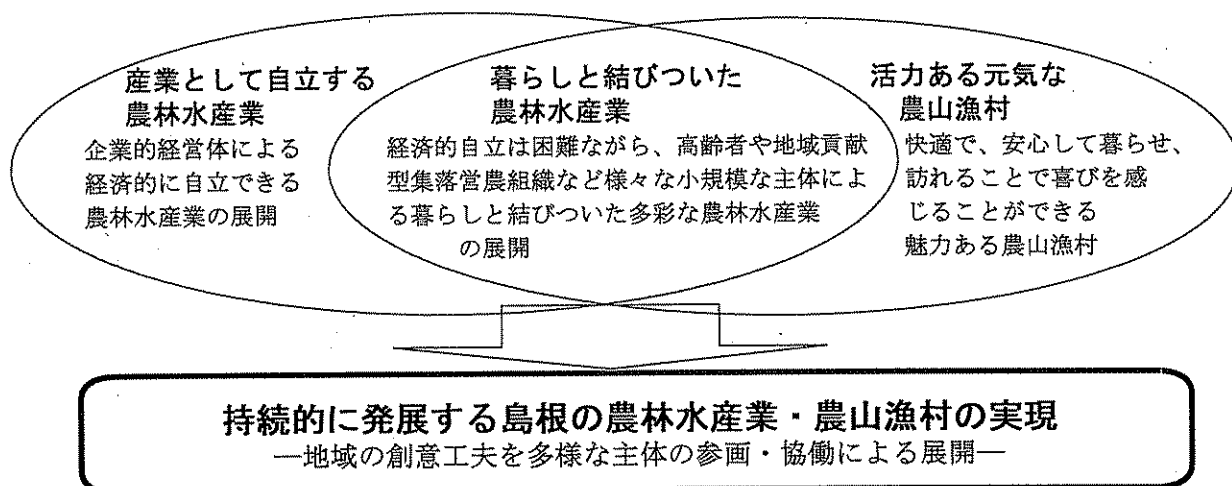 産業として自立する
農林水産業
企業的経営体による
経済的に自立できる
農林水産業の展開
暮らしと結びついた
農林水産業
経済的自立は困難ながら、高齢者や地域貢献
型集落営農組織など様々な小規模な主体によ
る暮らしと結びついた多彩な農林水産業
の展開
活力ある元気な
農山漁村
快適で、安心して暮らせ、
訪れることで喜びを感
じることができる
魅力ある農山漁村
持続的に発展する島根の農林水産業・農山漁村の実現
―地域の創意工夫を多様な主体の参画・協働による展開―